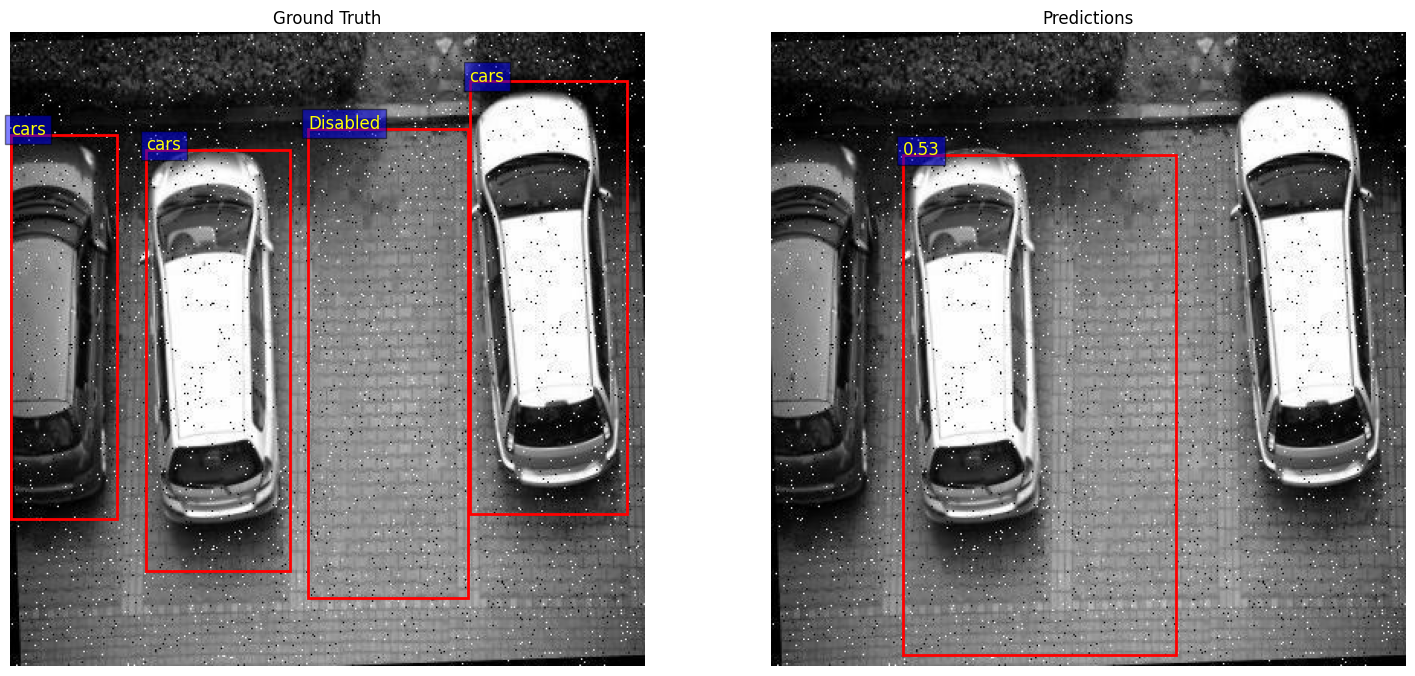 Ground Truth
Predictions
cars
cars
cars
Disabled
0.53